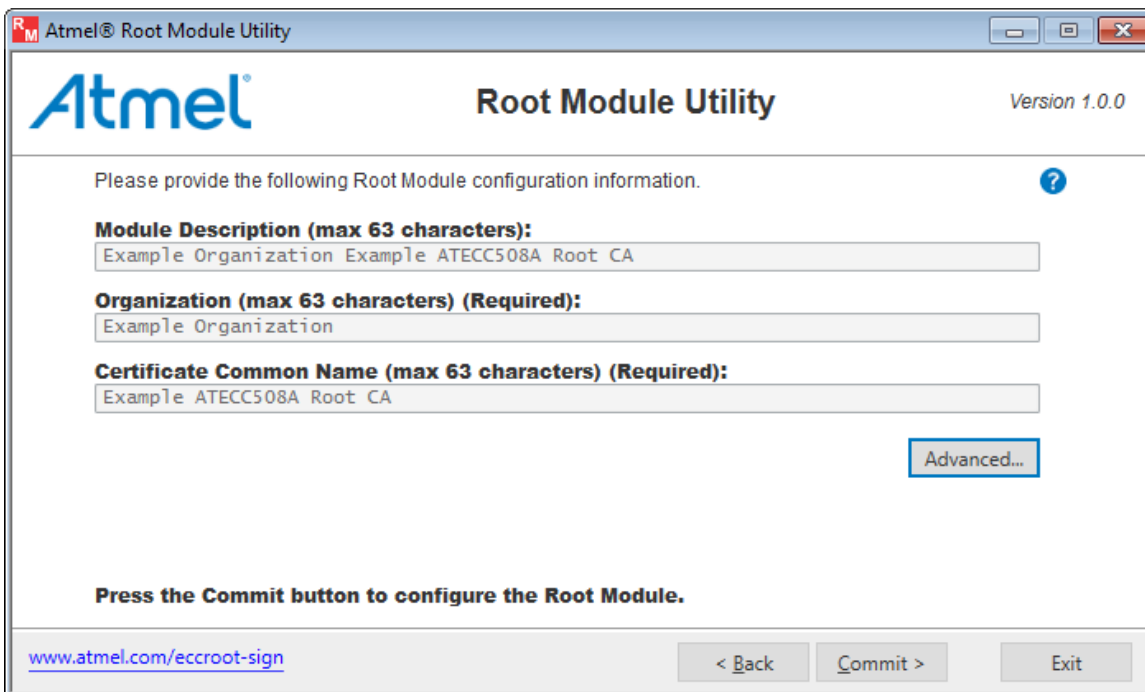 RM Atmel® Root Module Utility
Atmel® Root Module Utility Version 1.0.0
Please provide the following Root Module configuration information. ?
Module Description (max 63 characters):
Example Organization Example ATECC508A Root CA
Organization (max 63 characters) (Required):
Example Organization
Certificate Common Name (max 63 characters) (Required):
Example ATECC508A Root CA
Advanced...
Press the Commit button to configure the Root Module.
www.atmel.com/eccroot-sign < Back Commit > Exit